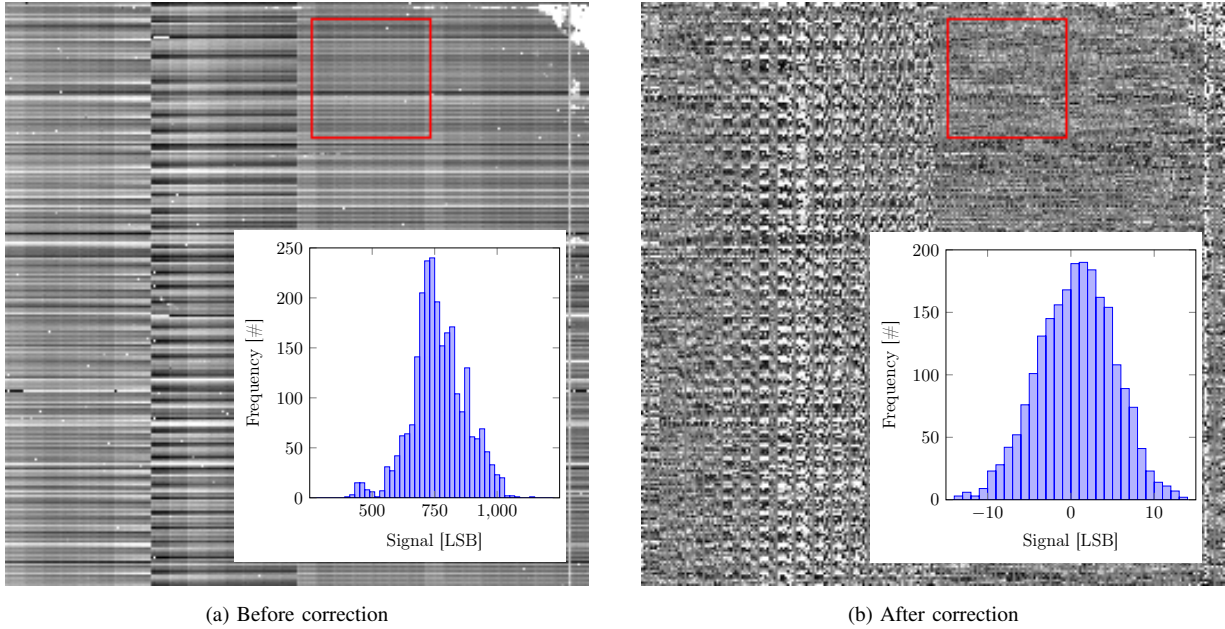 250
200
150
100
50
0
500
750
1,000
Frequency [#]
Signal [LSB]
(a) Before correction
200
150
100
50
0
−10
0
10
Frequency [#]
Signal [LSB]
(b) After correction